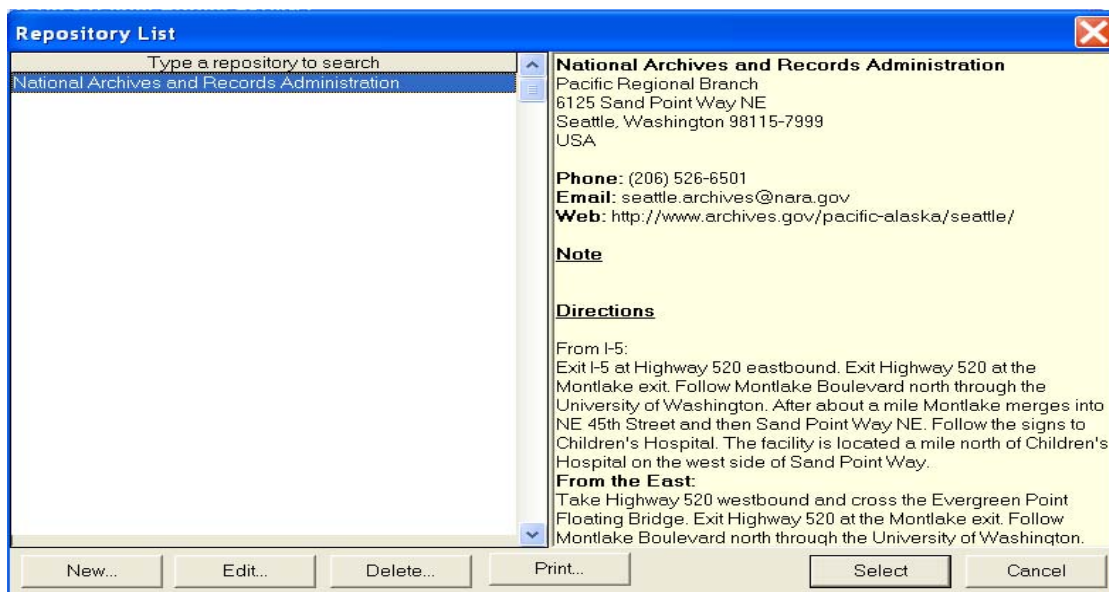 Repository List
Type a repository to search
National Archives and Records Administration
National Archives and Records Administration
Pacific Regional Branch
6125 Sand Point Way NE
Seattle, Washington 98115-7999
USA
Phone: (206) 526-6501
Email: seattle.archives@nara.gov
Web: http://www.archives.gov/pacific-alaska/seattle/
Note
Directions
From I-5:
Exit I-5 at Highway 520 eastbound. Exit Highway 520 at the
Montlake exit. Follow Montlake Boulevard north through the
University of Washington. After about a mile Montlake merges into
NE 45th Street and then Sand Point Way NE. Follow the signs to
Children's Hospital. The facility is located a mile north of Children's
Hospital on the west side of Sand Point Way.
From the East:
Take Highway 520 westbound and cross the Evergreen Point
Floating Bridge. Exit Highway 520 at the Montlake exit. Follow
Montlake Boulevard north through the University of Washington.
New...
Edit...
Delete...
Print...
Select
Cancel